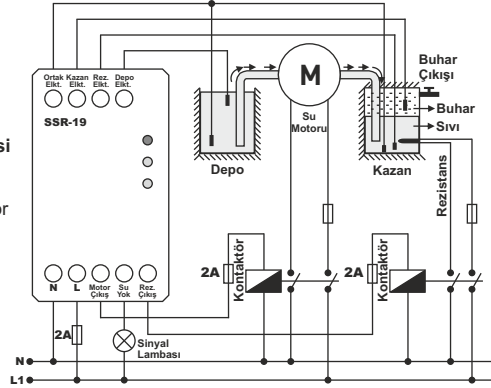 Ortak Kazan Rez. Depo
Elkt. Elkt. Elkt. Elkt.
SSR-19
si
r
M
Su
Motoru
Buhar
Çıkışı
Buhar
Sıvı
Depo
Kazan
Rezistans
Kontaktör
2A
Kontaktör
2A
N L Motor Su Rez.
Çıkış Yok Çıkış
2A
Sinyal
Lambası
N
L1